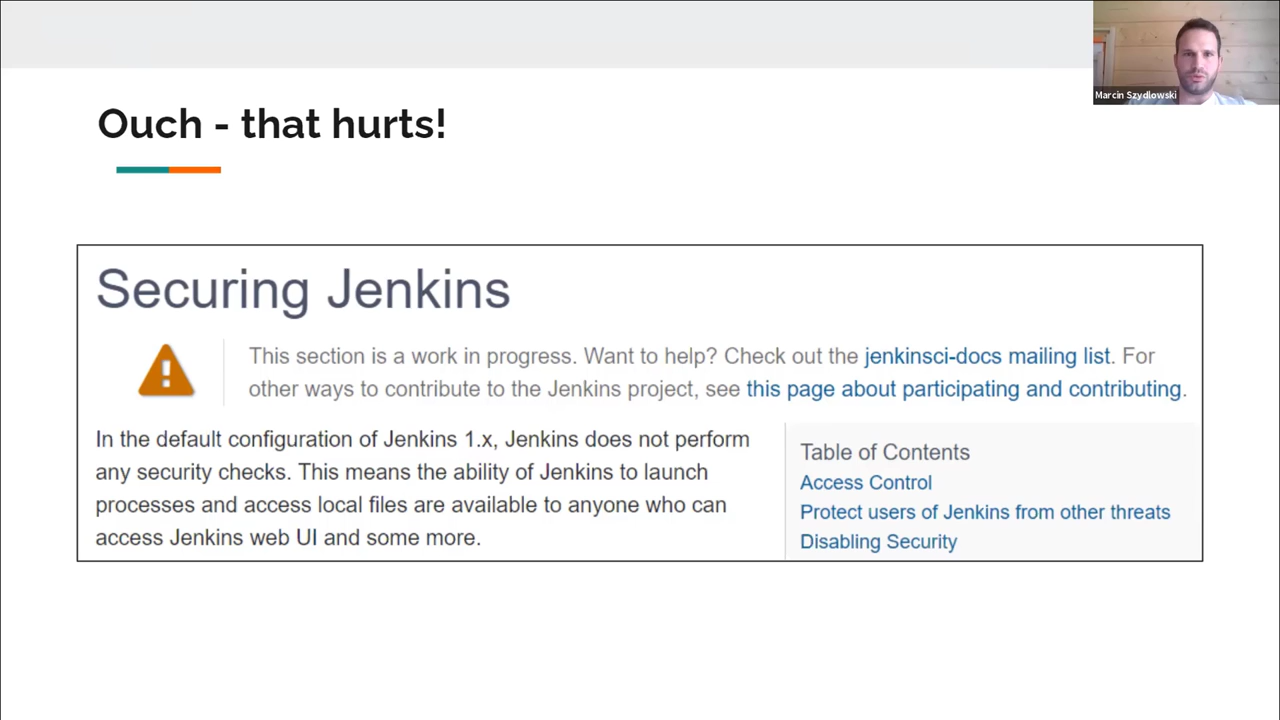 Marcin Szydlowski
Ouch - that hurts!
Securing Jenkins
This section is a work in progress. Want to help? Check out the jenkinsci-docs mailing list. For
other ways to contribute to the Jenkins project, see this page about participating and contributing.
In the default configuration of Jenkins 1.x, Jenkins does not perform
any security checks. This means the ability of Jenkins to launch
processes and access local files are available to anyone who can
access Jenkins web UI and some more.
Table of Contents
Access Control
Protect users of Jenkins from other threats
Disabling Security